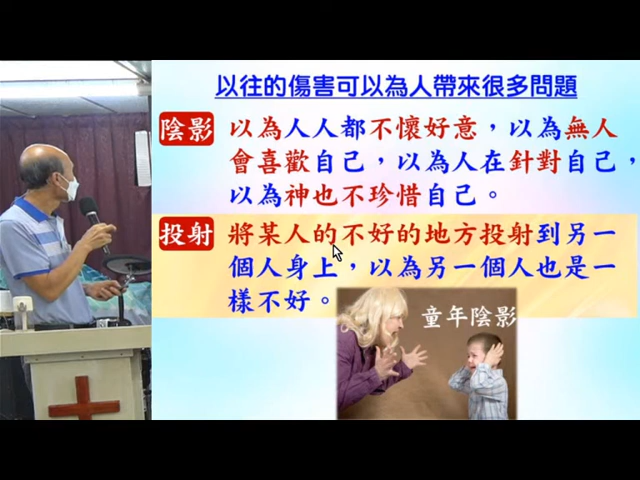 以往的傷害可以為人帶來很多問題
陰影 以為人人都不懷好意，以為無人
會喜歡自己，以為人在針對自己，
以為神也不珍惜自己。
投射 將某人的不好的地方投射到另一
個人身上，以為另一個人也是一
樣不好。
童年陰影